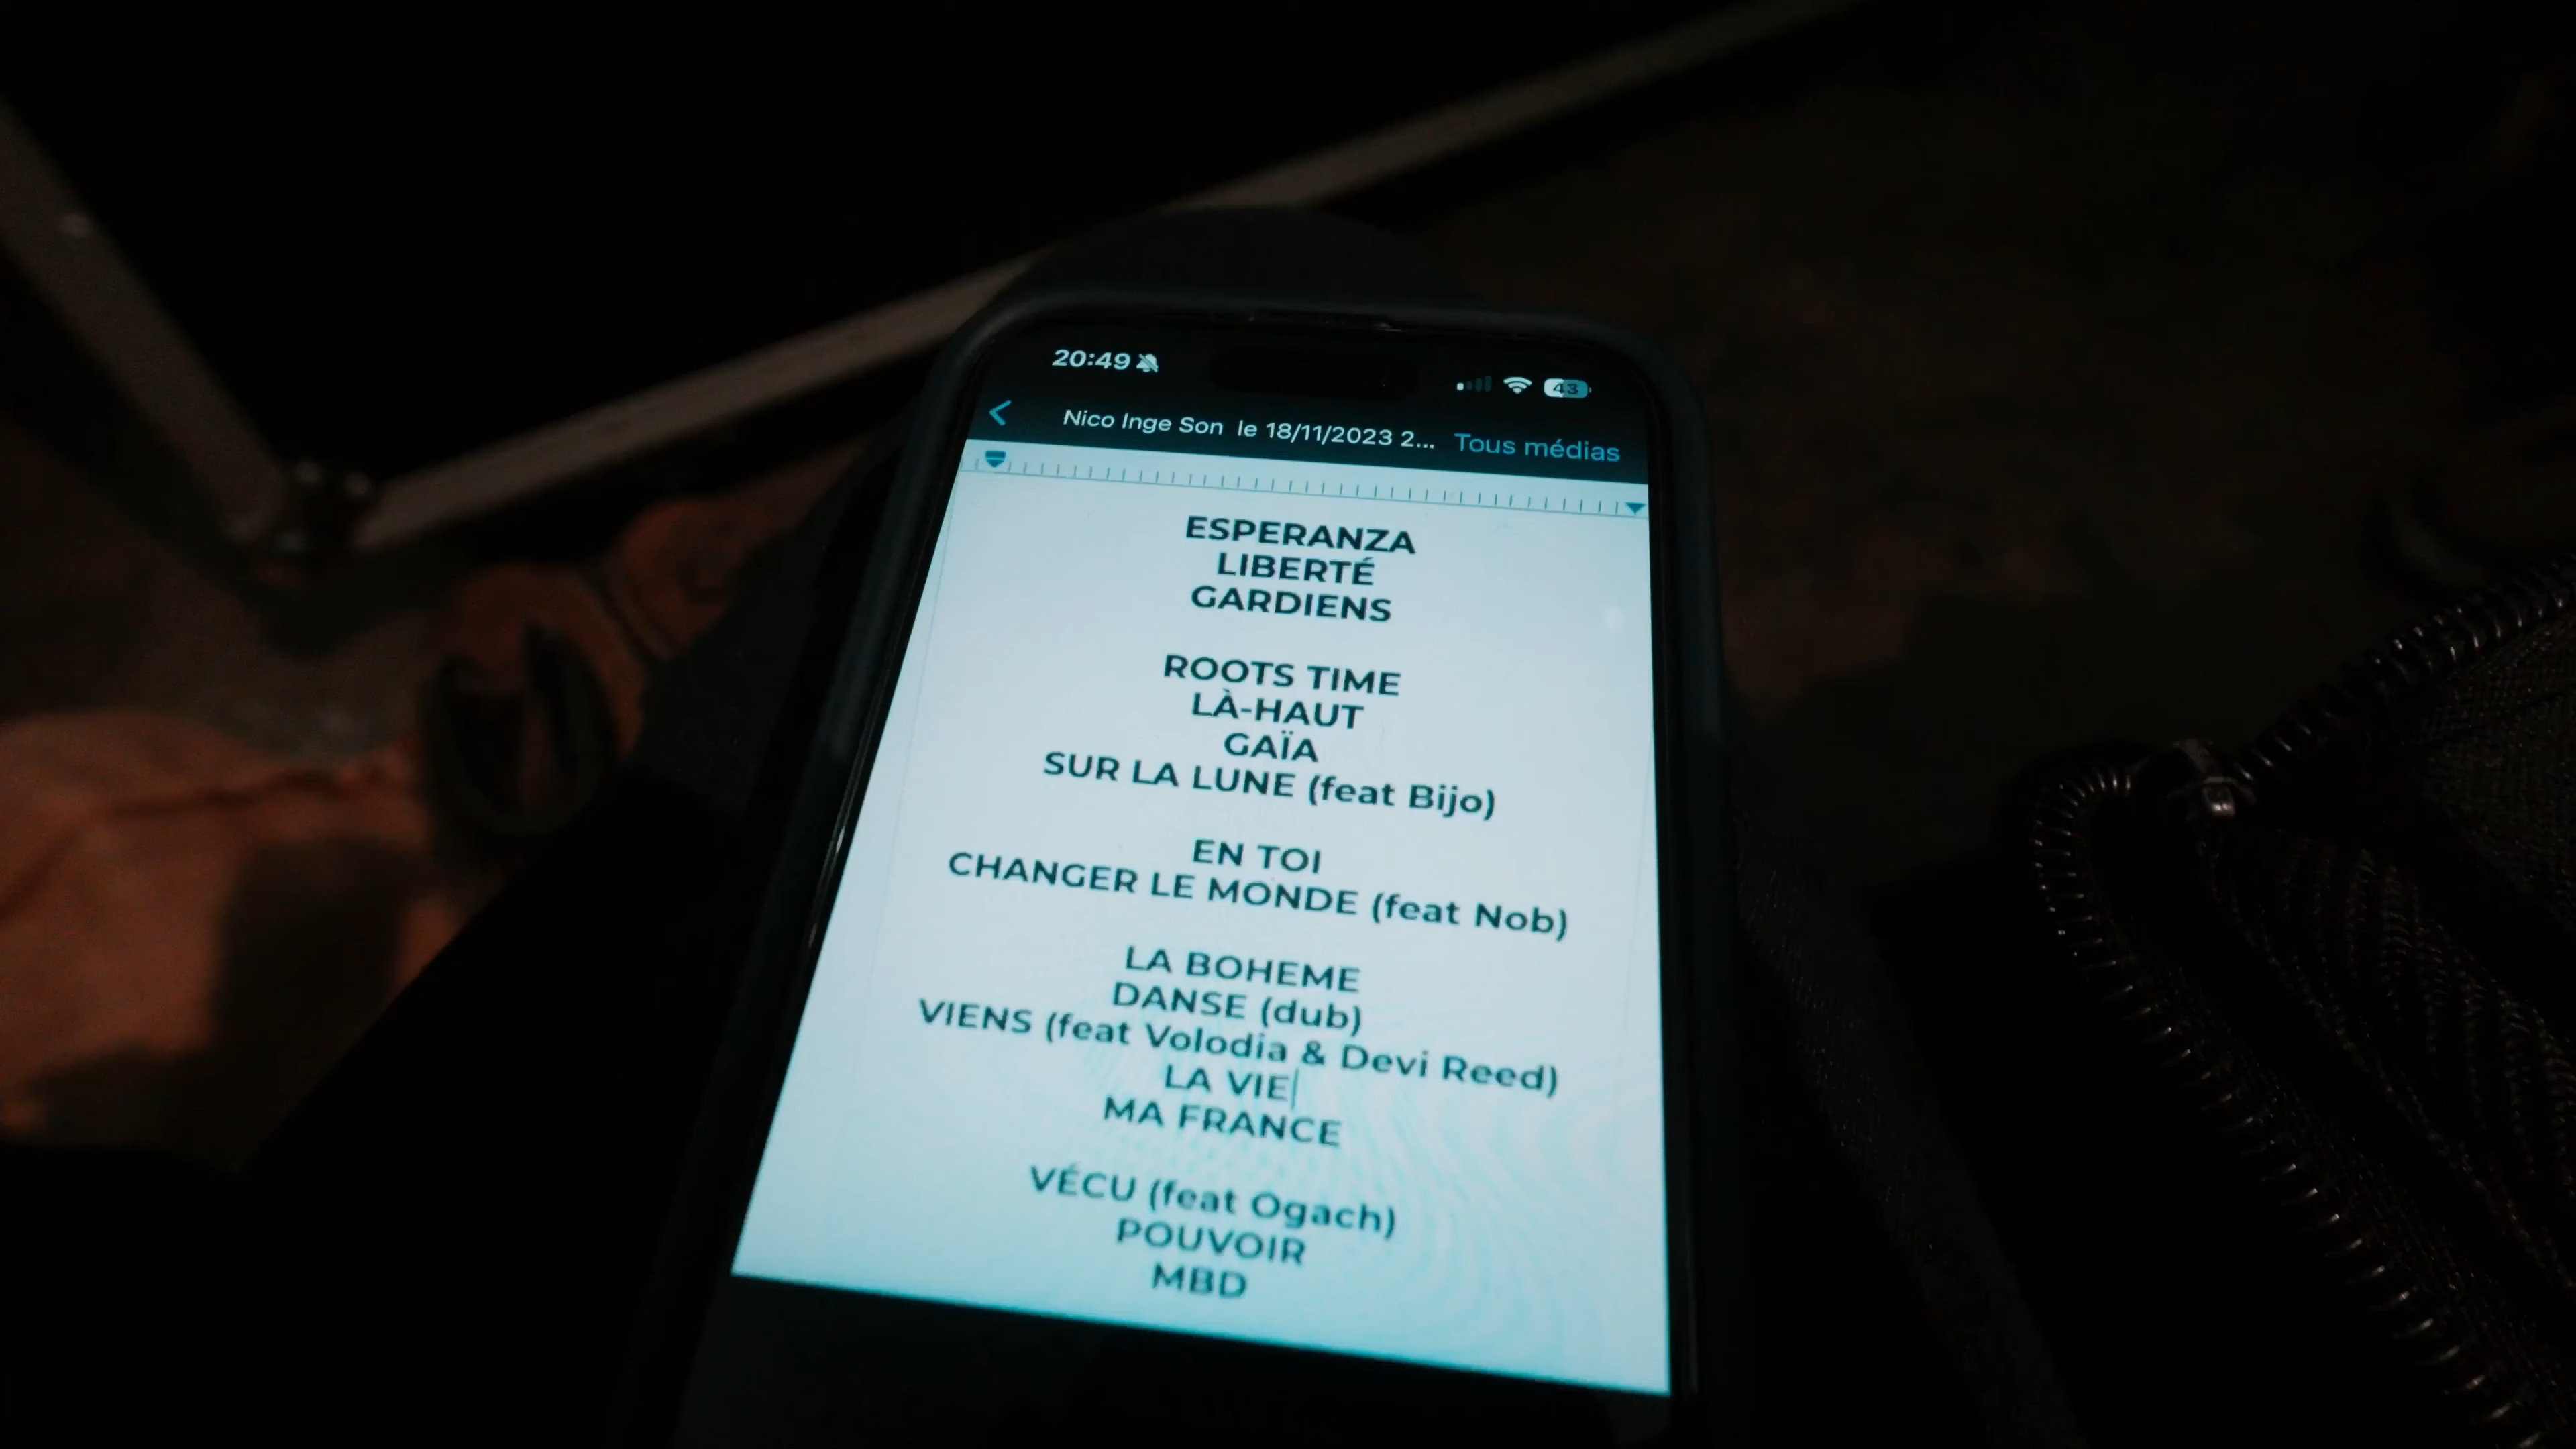 20:49
43
Nico Inge Son le 18/11/2023 2... Tous médias
ESPERANZA
LIBERTÉ
GARDIENS
ROOTS TIME
LÀ-HAUT
GAÏA
SUR LA LUNE (feat Bijo)
EN TOI
CHANGER LE MONDE (feat Nob)
LA BOHEME
DANSE (dub)
VIENS (feat Volodia & Devi Reed)
LA VIE
MA FRANCE
VÉCU (feat Ogach)
POUVOIR
MBD